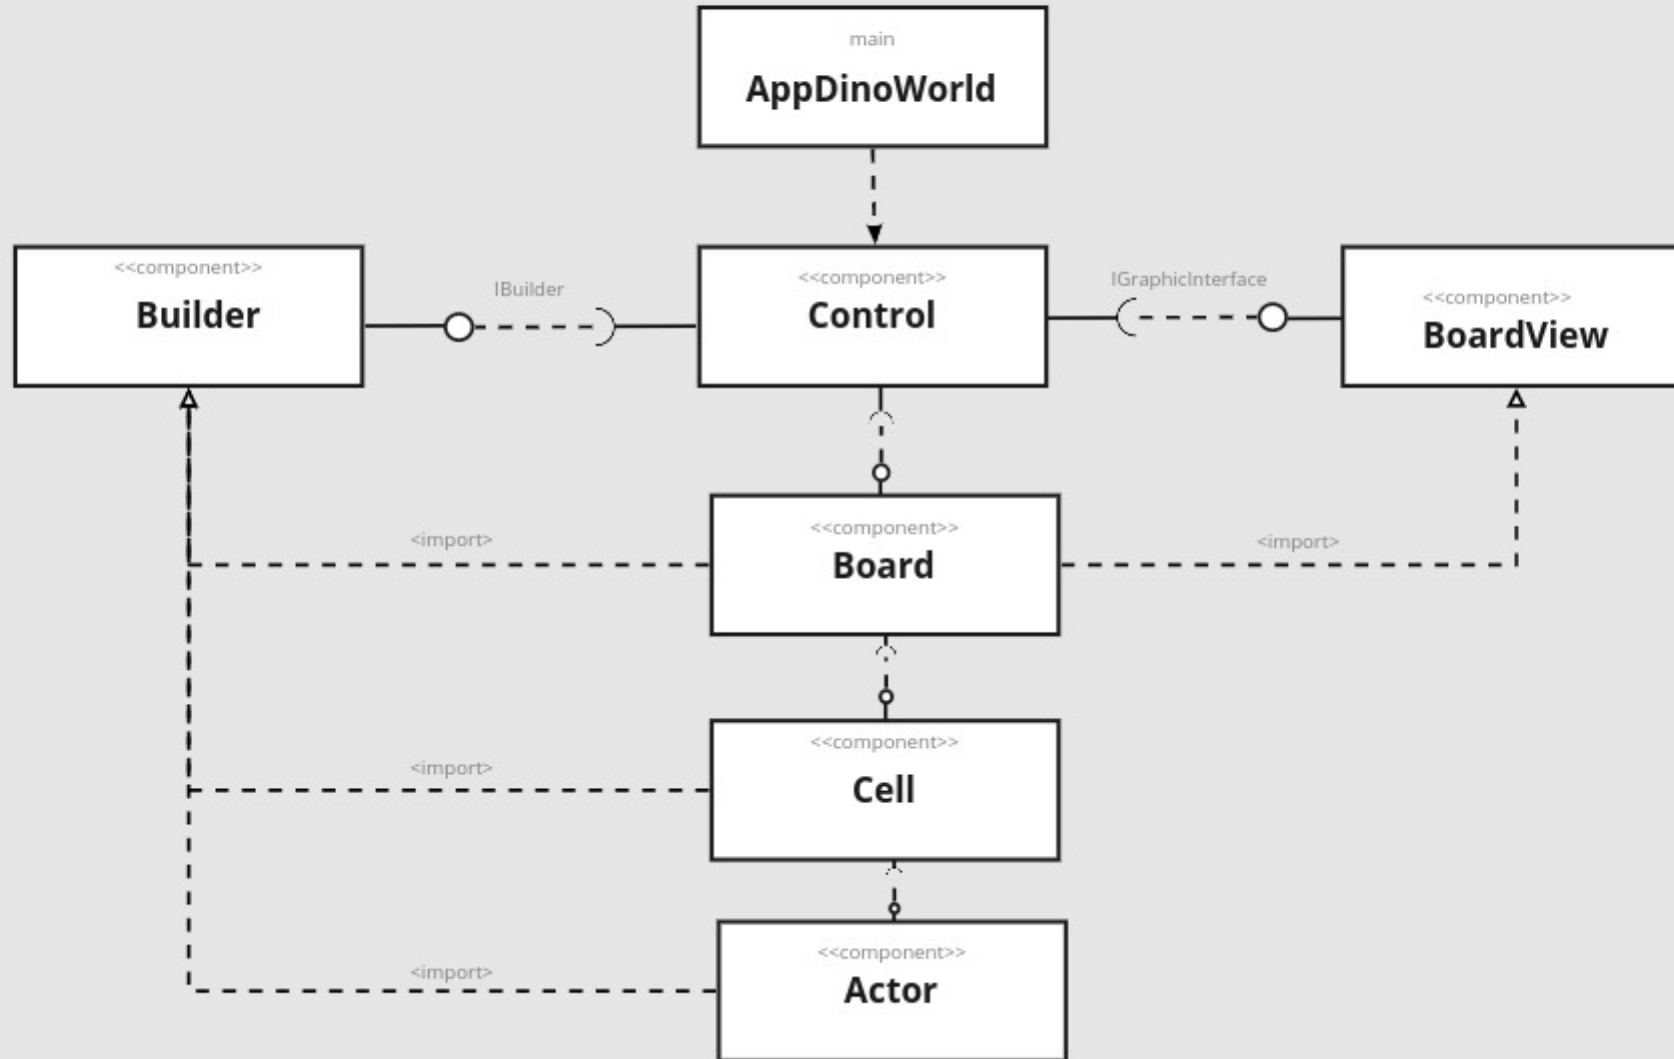 main
AppDinoWorld
<<component>>
Builder
IBuilder
<<component>>
Control
IGraphicInterface
<<component>>
BoardView
<import>
<<component>>
Board
<import>
<import>
<<component>>
Cell
<import>
<<component>>
Actor